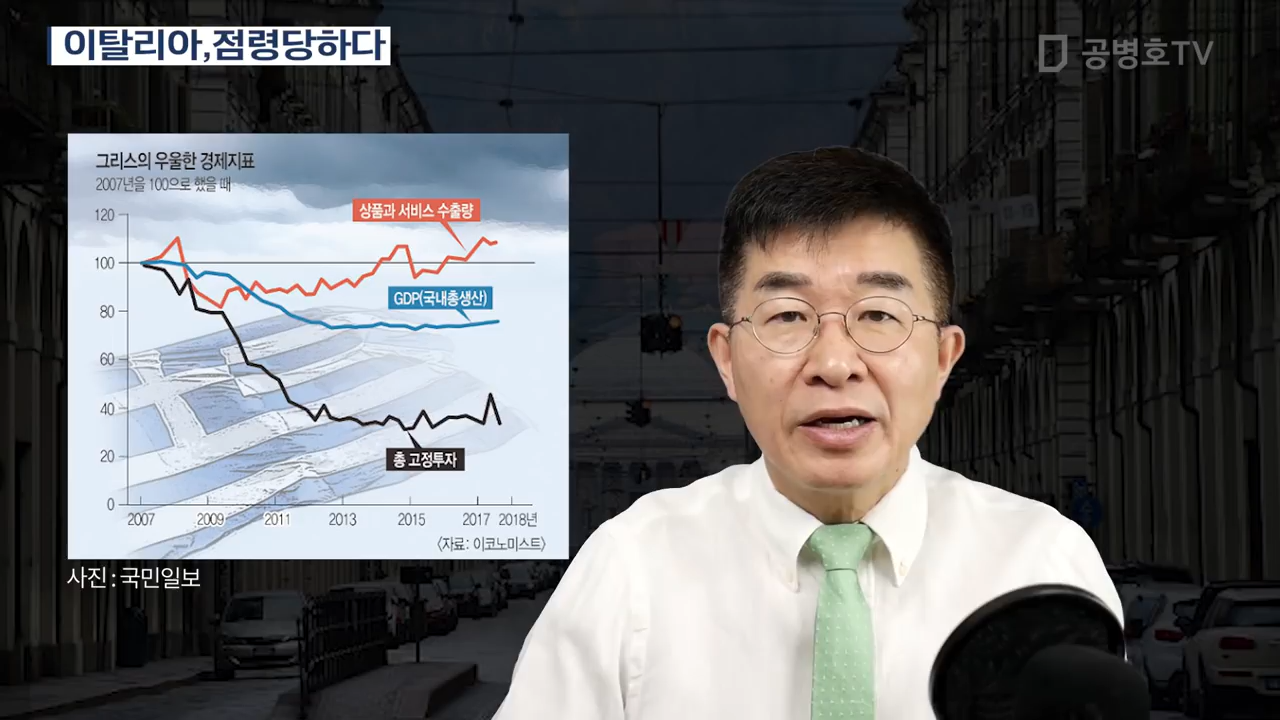 이탈리아,점령당하다
공병호TV
그리스의 우울한 경제지표
2007년을 100으로 했을 때
120
상품과 서비스 수출량
100
GDP(국내총생산)
80
60
40
총 고정투자
20
0
2007 2009 2011 2013 2015 2017 2018년
〈자료 : 이코노미스트〉
사진 : 국민일보